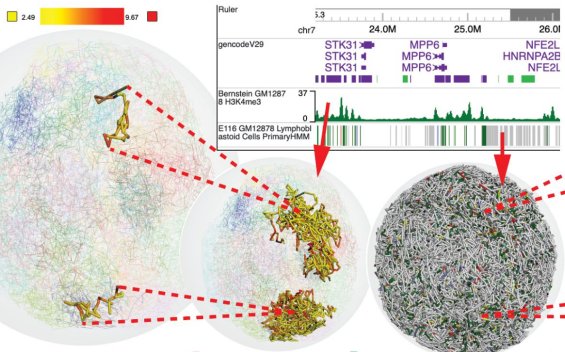 2.49 9.67
Ruler
5.3
chr7 24.0M 25.0M 26.0
gencodeV29
STK31 MPP6 NFE2L
STK31 MPP6 HNRNPA2B
STK31 MPP6 NFE2L
Bernstein GM1287
8 H3K4me3
37
0
E116 GM12878 Lymphobl
astoid Cells PrimaryHMM